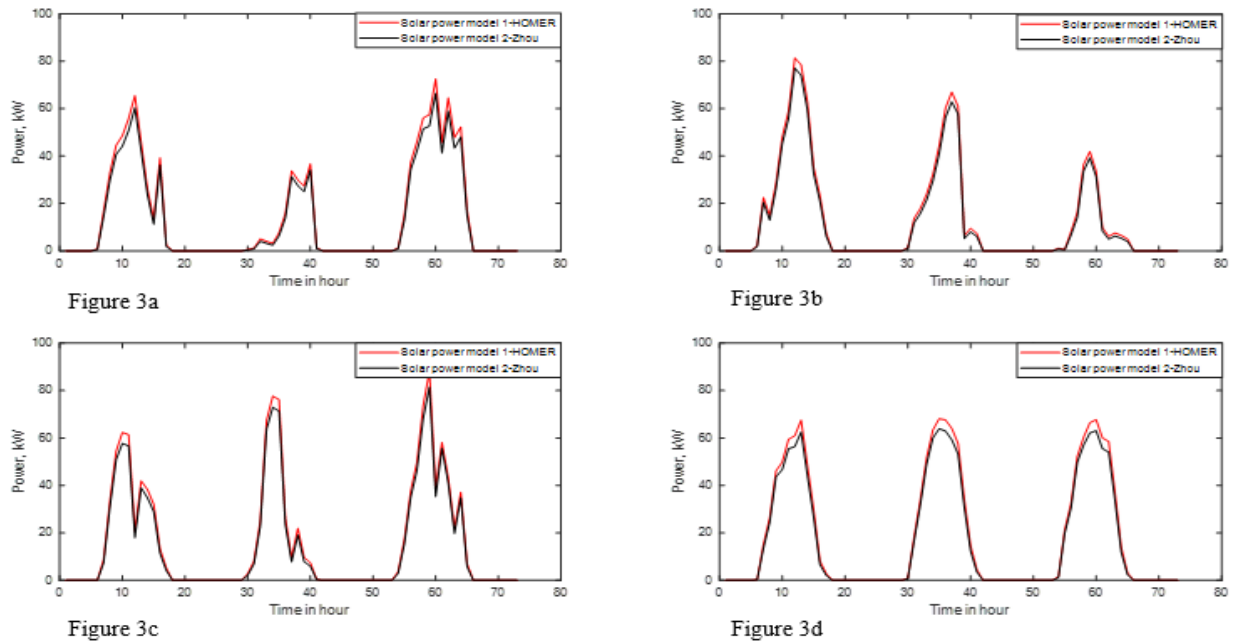 100
80
60
40
20
0
Power, kW
Solar power model 1-HOMER
Solar power model 2-Zhou
0 10 20 30 40 50 60 70 80
Time in hour
Figure 3a
100
80
60
40
20
0
Power, kW
Solar power model 1-HOMER
Solar power model 2-Zhou
0 10 20 30 40 50 60 70 80
Time in hour
Figure 3b
100
80
60
40
20
0
Power, kW
Solar power model 1-HOMER
Solar power model 2-Zhou
0 10 20 30 40 50 60 70 80
Time in hour
Figure 3c
100
80
60
40
20
0
Power, kW
Solar power model 1-HOMER
Solar power model 2-Zhou
0 10 20 30 40 50 60 70 80
Time in hour
Figure 3d